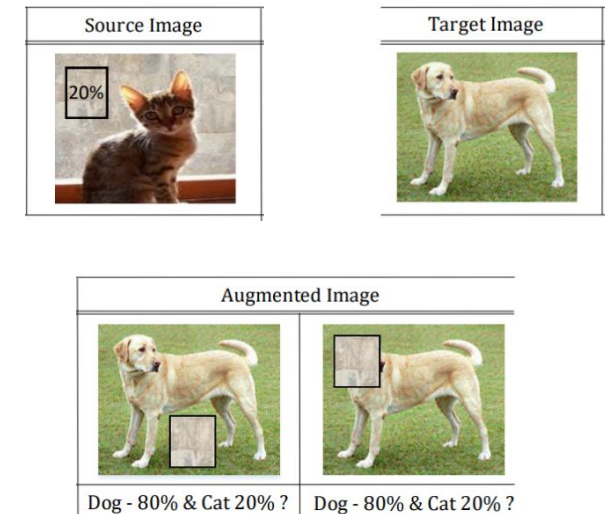 Source Image
Target Image
20%
Augmented Image
Dog - 80% & Cat 20% ?
Dog - 80% & Cat 20% ?